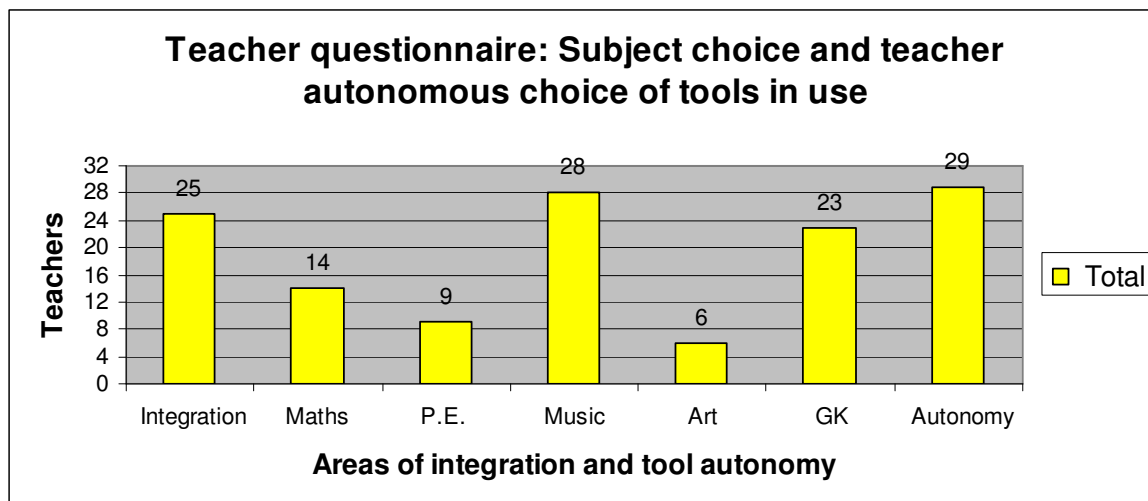 Teacher questionnaire: Subject choice and teacher
autonomous choice of tools in use
Teachers
32
28
24
20
16
12
8
4
0
25
14
9
28
6
23
29
Integration
Maths
P.E.
Music
Art
GK
Autonomy
Areas of integration and tool autonomy
Total